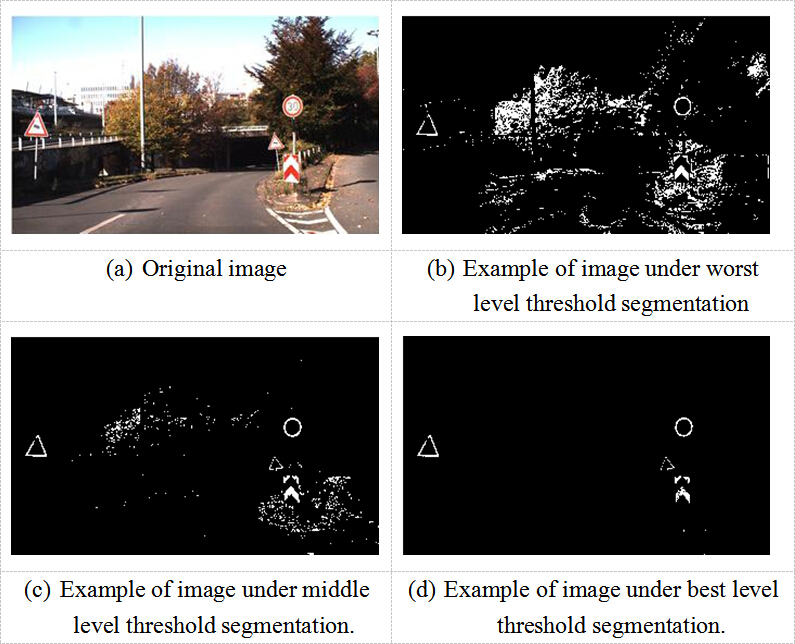 30
(a) Original image
(b) Example of image under worst
level threshold segmentation
(c) Example of image under middle
level threshold segmentation.
(d) Example of image under best level
threshold segmentation.